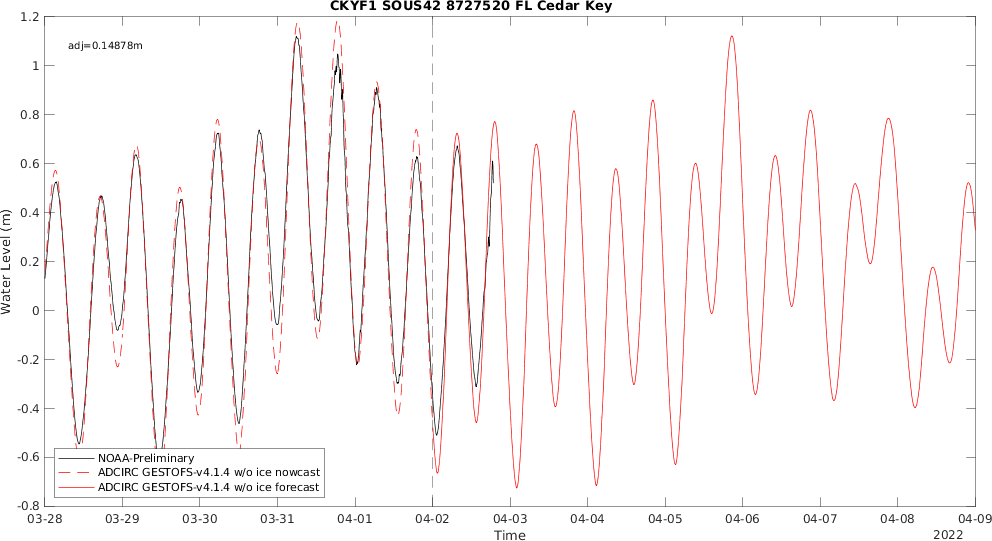 CKYF1 SOUS42 8727520 FL Cedar Key
adj=0.14878m
1.2
1
0.8
0.6
0.4
0.2
0
-0.2
-0.4
-0.6
-0.8
Water Level (m)
NOAA-Preliminary
ADCIRC GESTOFS-v4.1.4 w/o ice nowcast
ADCIRC GESTOFS-v4.1.4 w/o ice forecast
03-28 03-29 03-30 03-31 04-01 04-02 04-03 04-04 04-05 04-06 04-07 04-08 04-09
Time
2022